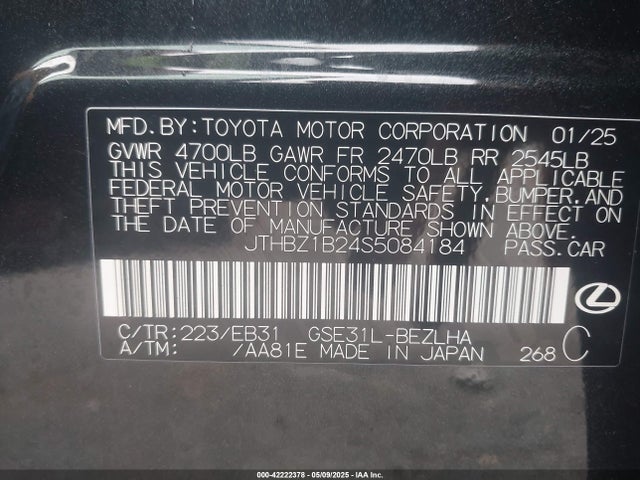 MFD.BY:TOYOTA MOTOR CORPORATION 01/25
GVWR 4700LB GAWR FR 2470LB RR 2545LB
THIS VEHICLE CONFORMS TO ALL APPLICABLE
FEDERAL MOTOR VEHICLE SAFETY, BUMPER, AND
THEFT PREVENTION STANDARDS IN EFFECT ON
THE DATE OF MANUFACTURE SHOWN ABOVE.
JTHBZ1B24S5084184 PASS.CAR
C/TR:223/EB31 GSE31L-BEZLHA
A/TM: /AA81E MADE IN JAPAN 268 C
000-42222378 - 05/09/2025 - IAA Inc.